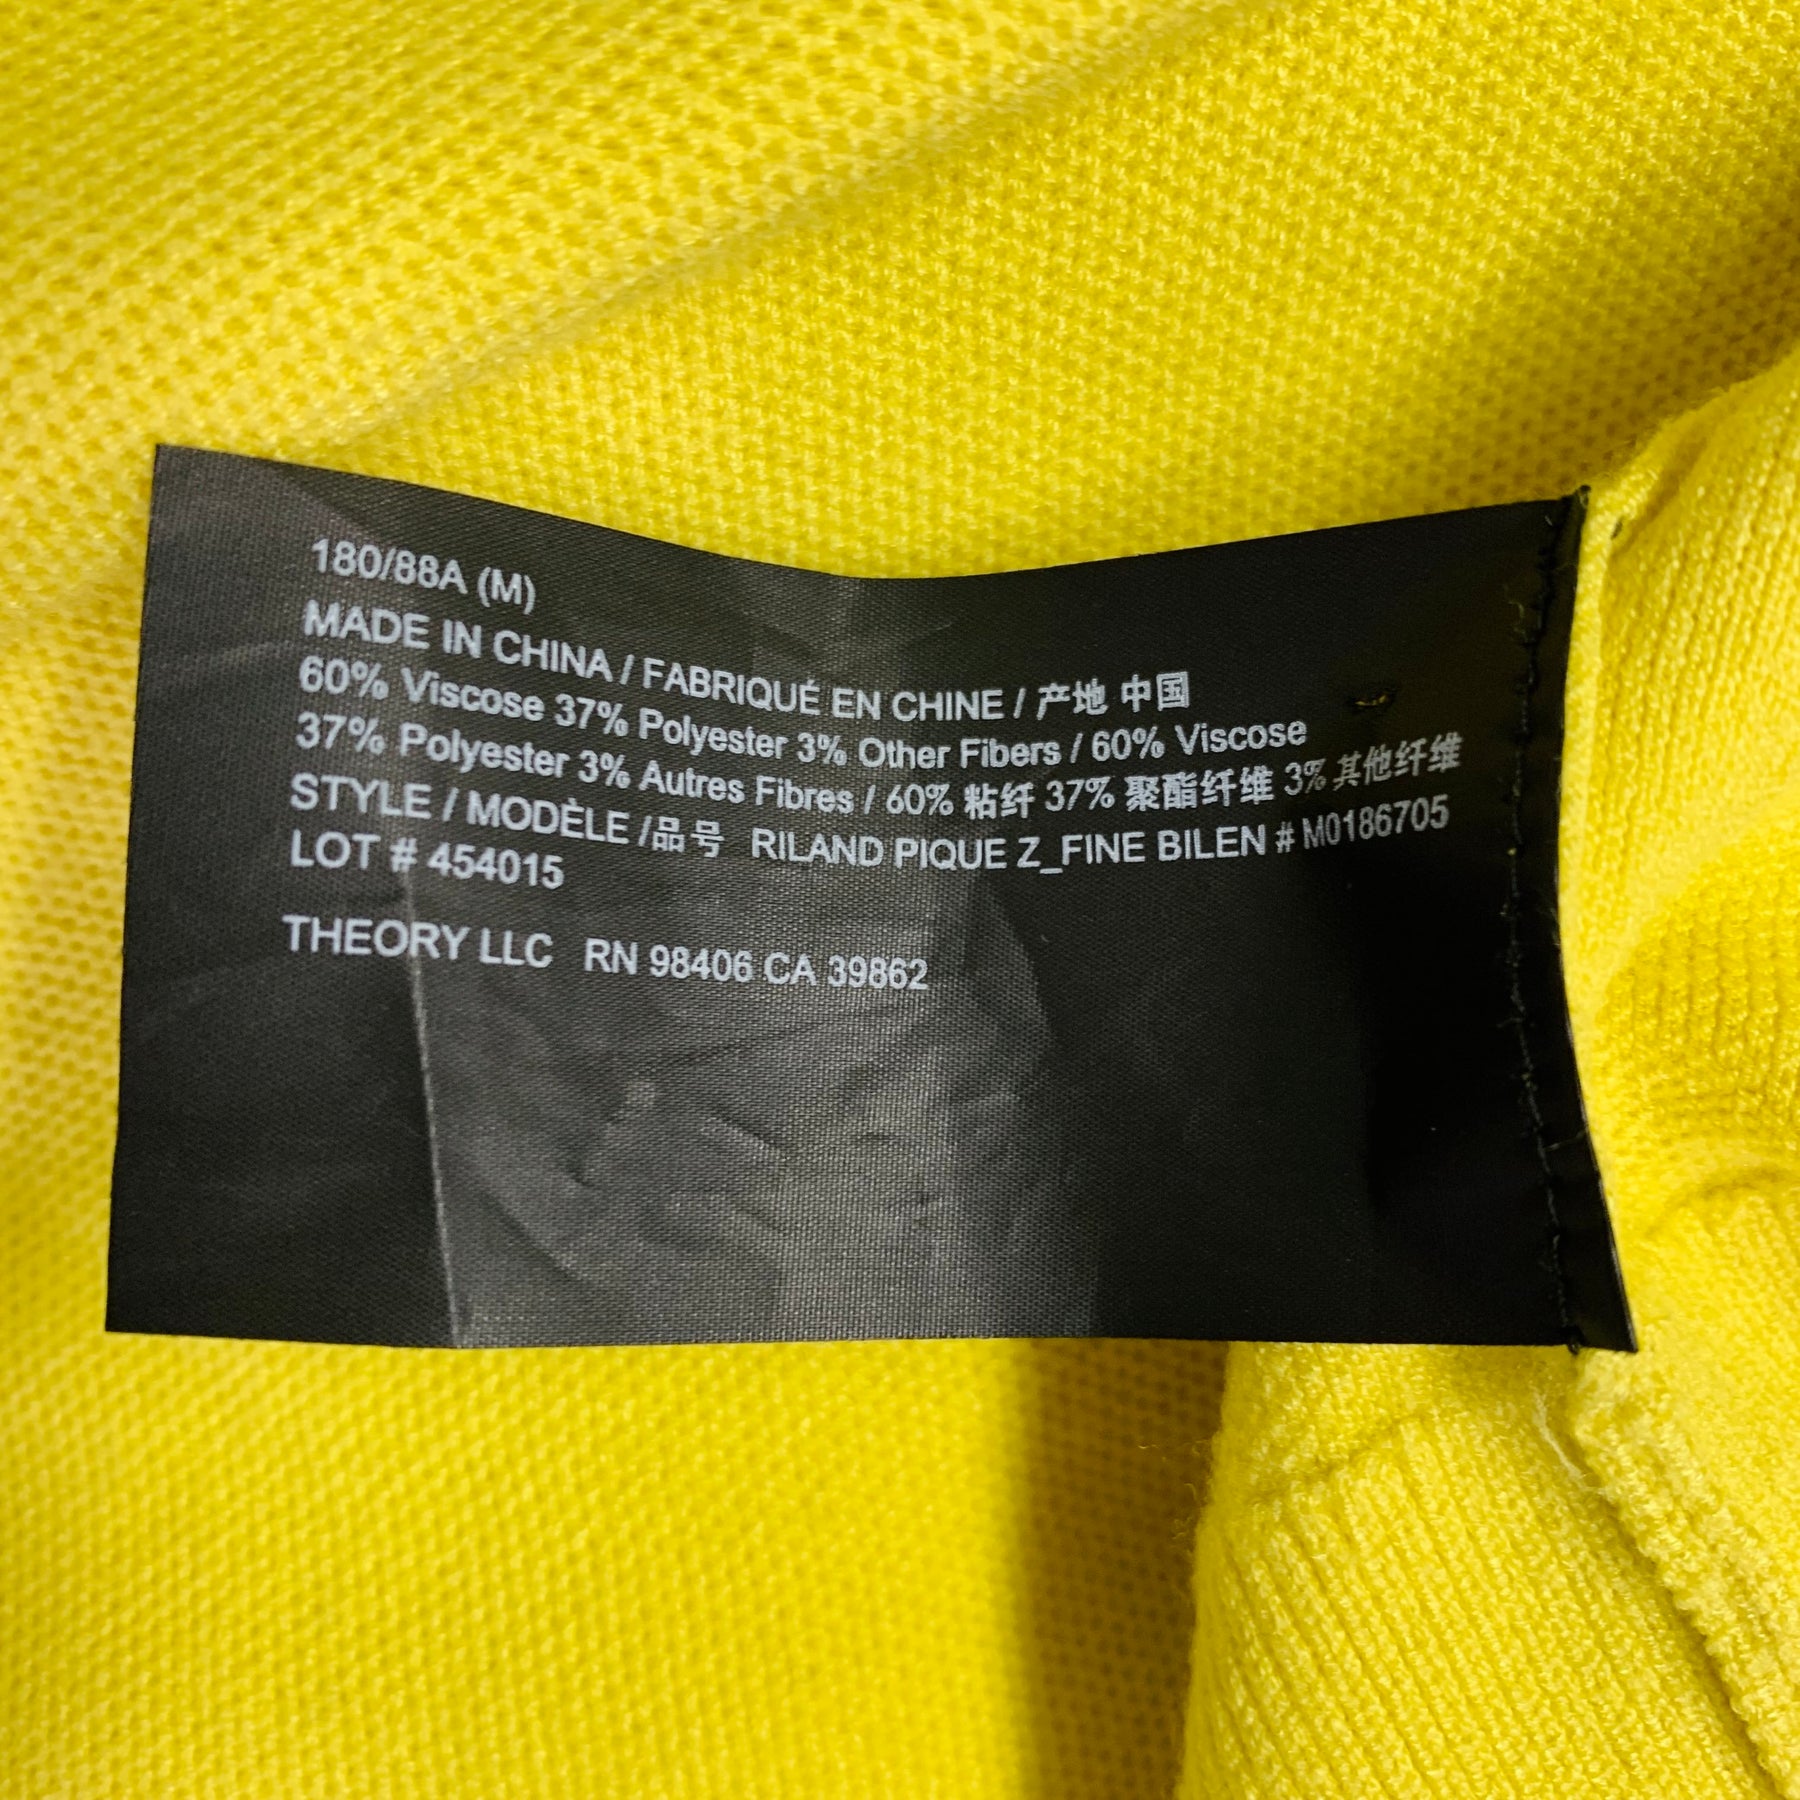 180/88A (M)
MADE IN CHINA / FABRIQUÉ EN CHINE / 产地 中国
60% Viscose 37% Polyester 3% Other Fibers / 60% Viscose
37% Polyester 3% Autres Fibres / 60% 粘纤 37% 聚酯纤维 3% 其他纤维
STYLE / MODÈLE /品号 RILAND PIQUE Z_FINE BILEN # M0186705
LOT # 454015
THEORY LLC RN 98406 CA 39862